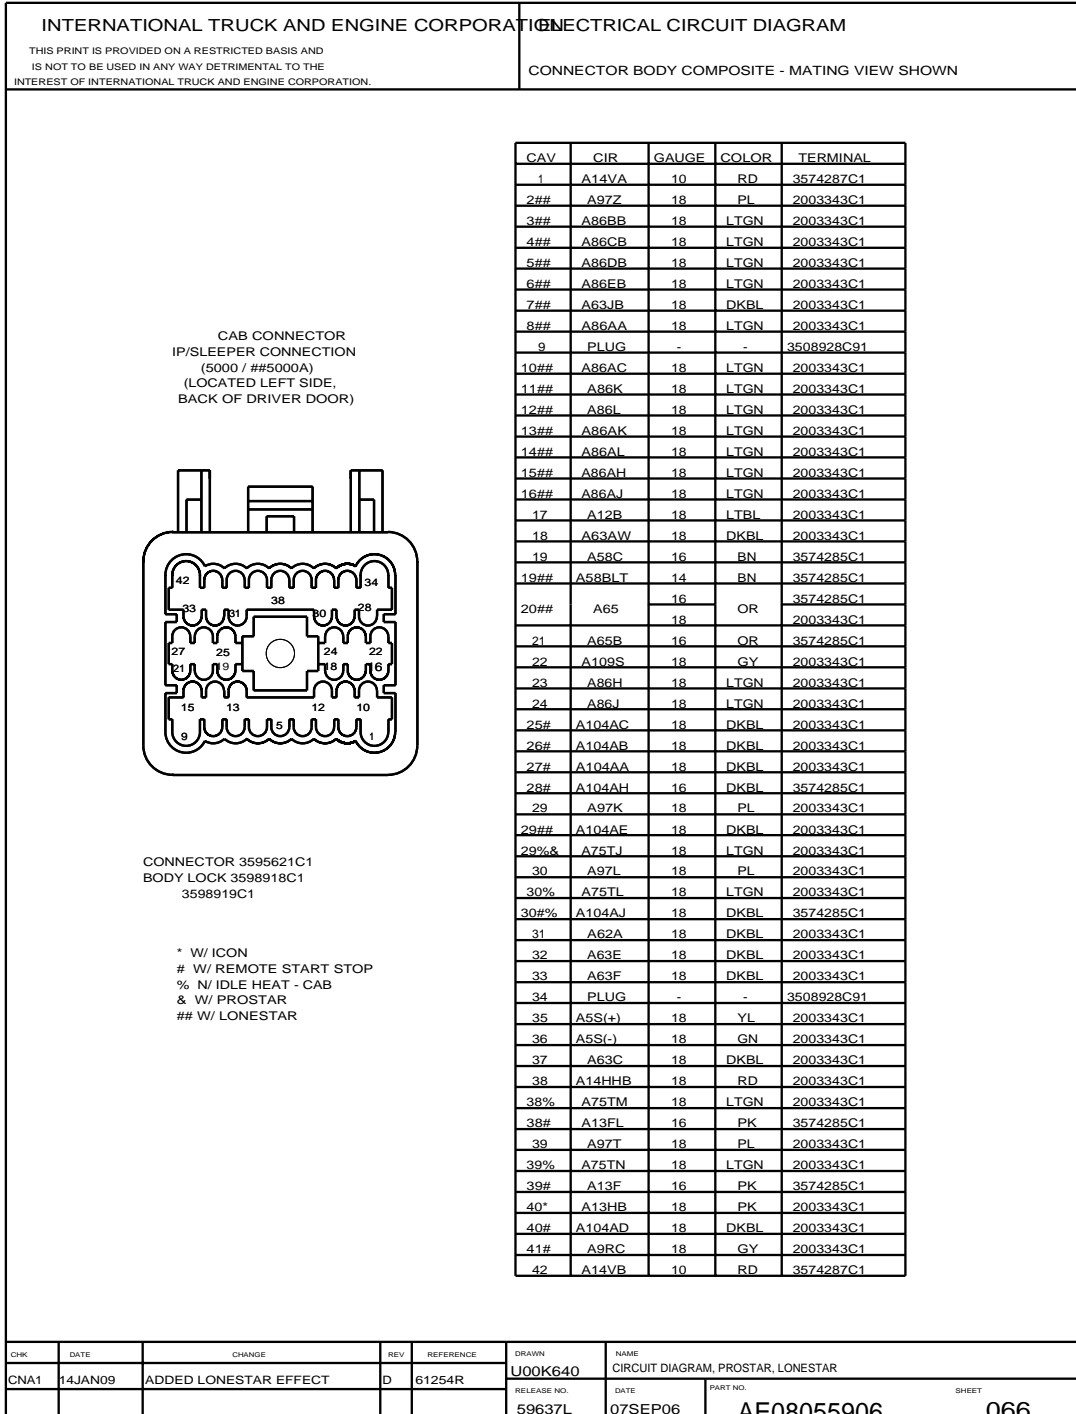 INTERNATIONAL TRUCK AND ENGINE CORPORATION
THIS PRINT IS PROVIDED ON A RESTRICTED BASIS AND
IS NOT TO BE USED IN ANY WAY DETRIMENTAL TO THE
INTEREST OF INTERNATIONAL TRUCK AND ENGINE CORPORATION.
ELECTRICAL CIRCUIT DIAGRAM
CONNECTOR BODY COMPOSITE - MATING VIEW SHOWN
CAB CONNECTOR
IP/SLEEPER CONNECTION
(5000 / ##5000A)
(LOCATED LEFT SIDE,
BACK OF DRIVER DOOR)
42 34
38
33 31 30 28
27 25 24 22
21 19 18 16
15 13 12 10
9 5 1
CONNECTOR 3595621C1
BODY LOCK 3598918C1
3598919C1
* W/ ICON
# W/ REMOTE START STOP
% N/ IDLE HEAT - CAB
& W/ PROSTAR
## W/ LONESTAR
CAV CIR GAUGE COLOR TERMINAL
1 A14VA 10 RD 3574287C1
2## A97Z 18 PL 2003343C1
3## A86BB 18 LTGN 2003343C1
4## A86CB 18 LTGN 2003343C1
5## A86DB 18 LTGN 2003343C1
6## A86EB 18 LTGN 2003343C1
7## A63JB 18 DKBL 2003343C1
8## A86AA 18 LTGN 2003343C1
9 PLUG - - 3508928C91
10## A86AC 18 LTGN 2003343C1
11## A86K 18 LTGN 2003343C1
12## A86L 18 LTGN 2003343C1
13## A86AK 18 LTGN 2003343C1
14## A86AL 18 LTGN 2003343C1
15## A86AH 18 LTGN 2003343C1
16## A86AJ 18 LTGN 2003343C1
17 A12B 18 LTBL 2003343C1
18 A63AW 18 DKBL 2003343C1
19 A58C 16 BN 3574285C1
19## A58BLT 14 BN 3574285C1
20## A65 16 OR 3574285C1
18 2003343C1
21 A65B 16 OR 3574285C1
22 A109S 18 GY 2003343C1
23 A86H 18 LTGN 2003343C1
24 A86J 18 LTGN 2003343C1
25# A104AC 18 DKBL 2003343C1
26# A104AB 18 DKBL 2003343C1
27# A104AA 18 DKBL 2003343C1
28# A104AH 16 DKBL 3574285C1
29 A97K 18 PL 2003343C1
29## A104AE 18 DKBL 2003343C1
29%& A75TJ 18 LTGN 2003343C1
30 A97L 18 PL 2003343C1
30% A75TL 18 LTGN 2003343C1
30#% A104AJ 18 DKBL 3574285C1
31 A62A 18 DKBL 2003343C1
32 A63E 18 DKBL 2003343C1
33 A63F 18 DKBL 2003343C1
34 PLUG - - 3508928C91
35 A5S(+) 18 YL 2003343C1
36 A5S(-) 18 GN 2003343C1
37 A63C 18 DKBL 2003343C1
38 A14HHB 18 RD 2003343C1
38% A75TM 18 LTGN 2003343C1
38# A13FL 16 PK 3574285C1
39 A97T 18 PL 2003343C1
39% A75TN 18 LTGN 2003343C1
39# A13F 16 PK 3574285C1
40* A13HB 18 PK 2003343C1
40# A104AD 18 DKBL 2003343C1
41# A9RC 18 GY 2003343C1
42 A14VB 10 RD 3574287C1
CHK DATE CHANGE REV REFERENCE
CNA1 14JAN09 ADDED LONESTAR EFFECT D 61254R
DRAWN
U00K640
NAME
CIRCUIT DIAGRAM, PROSTAR, LONESTAR
RELEASE NO.
59637L
DATE
07SEP06
PART NO.
AE08055906
SHEET
066